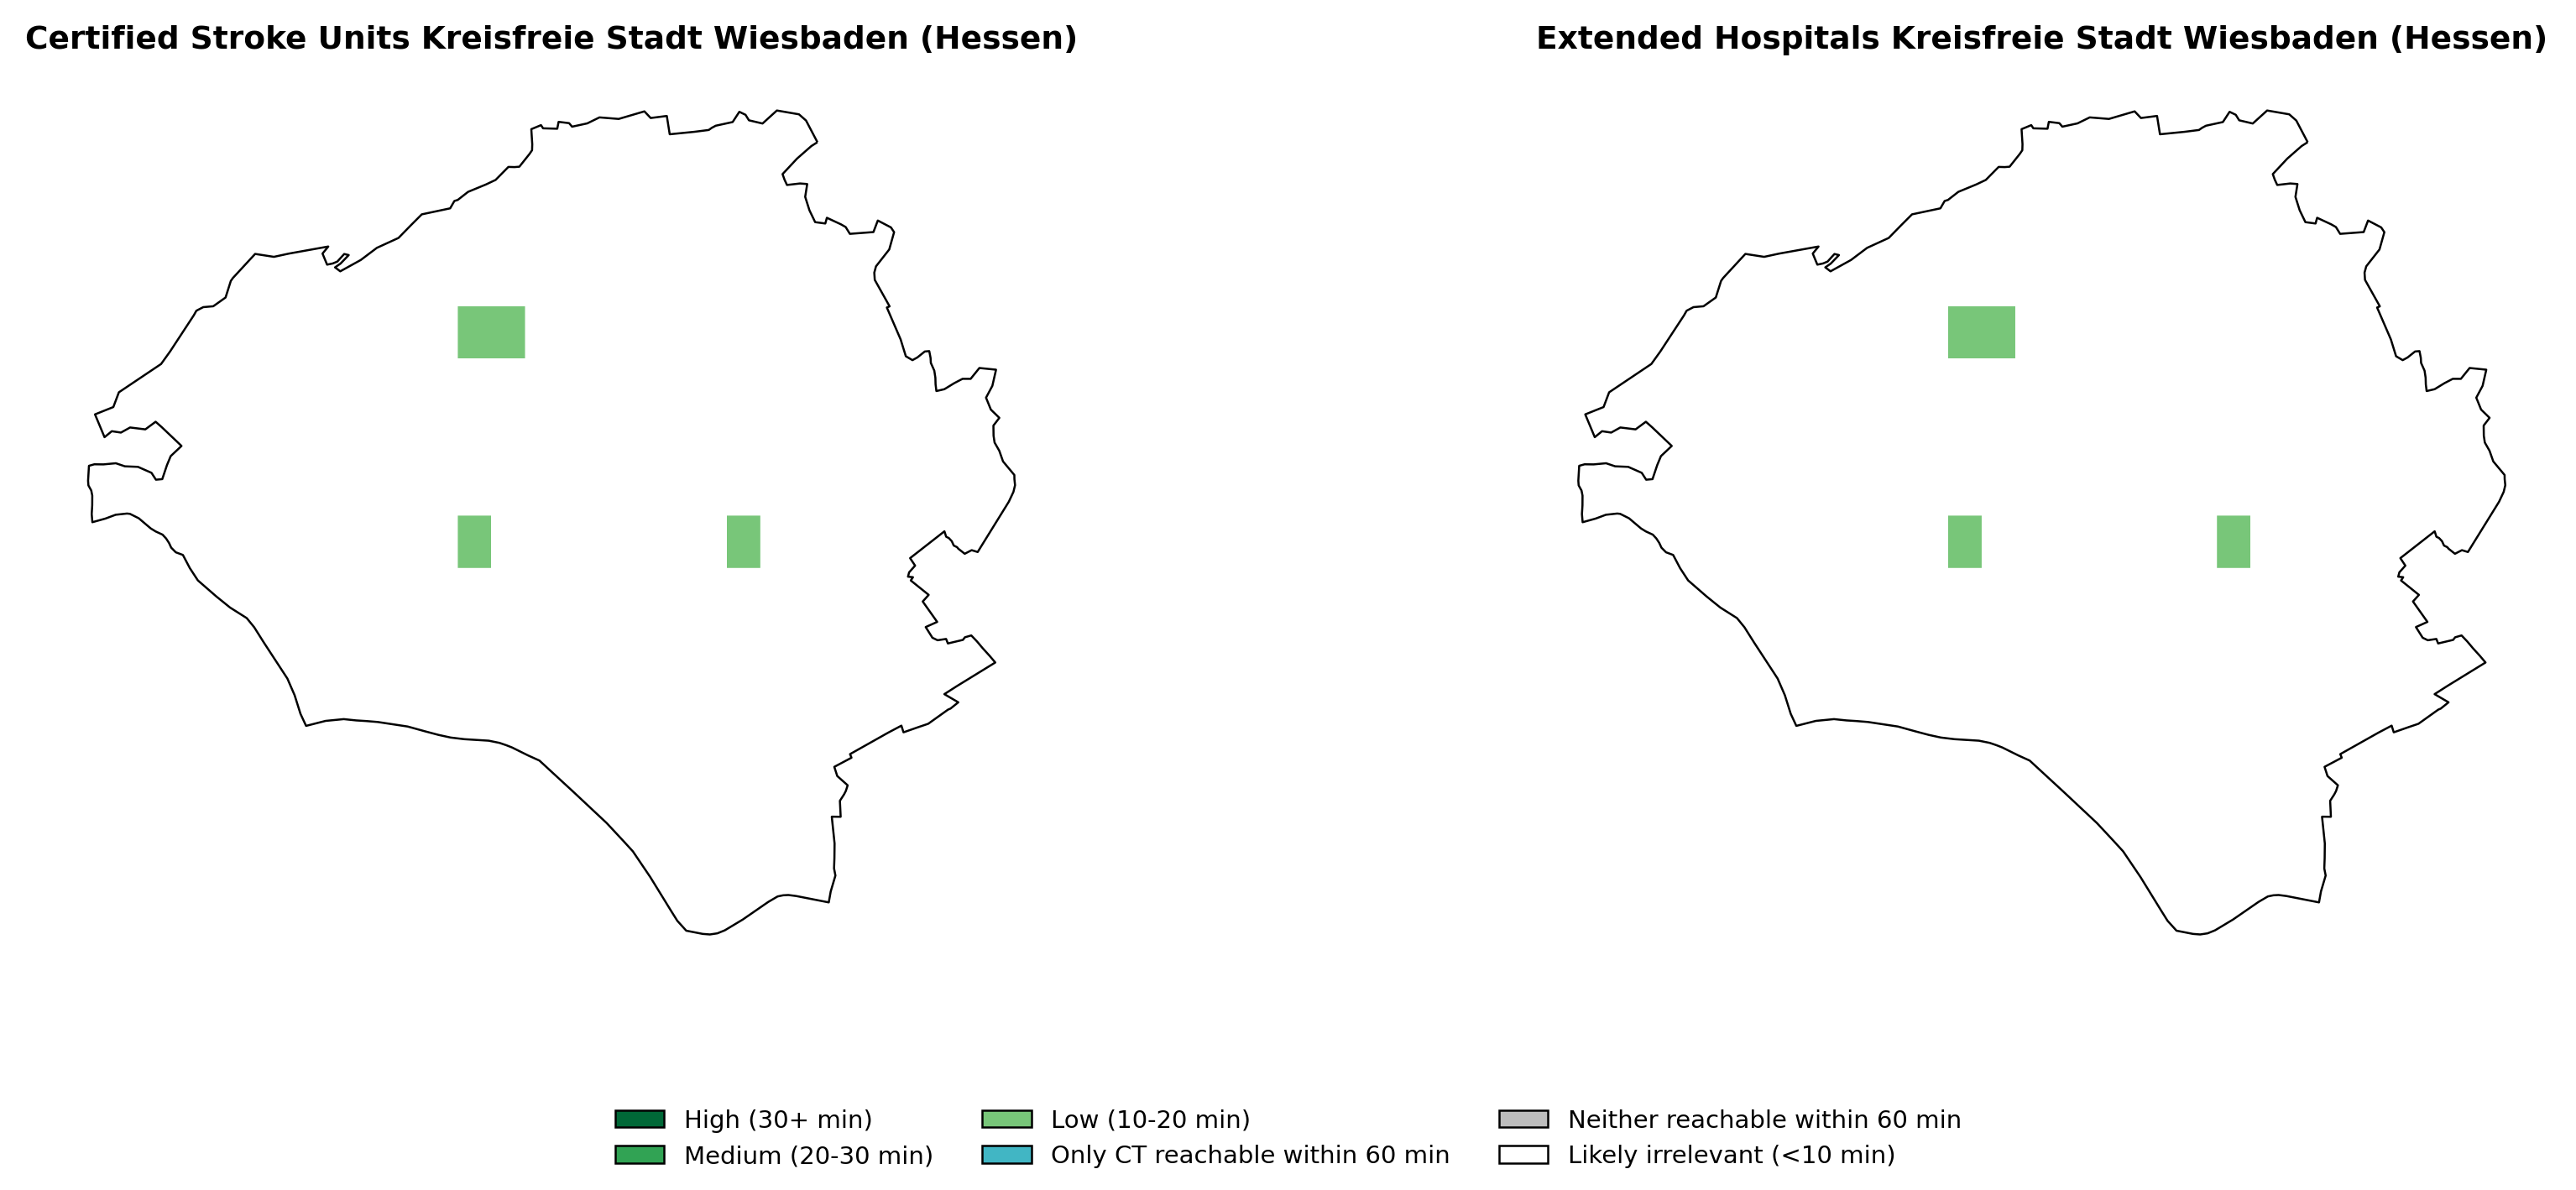 Certified Stroke Units Kreisfreie Stadt Wiesbaden (Hessen)
Extended Hospitals Kreisfreie Stadt Wiesbaden (Hessen)
High (30+ min)
Medium (20-30 min)
Low (10-20 min)
Only CT reachable within 60 min
Neither reachable within 60 min
Likely irrelevant (<10 min)